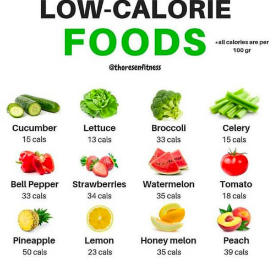 LOW-CALORIE
FOODS
*all calories are per
100 gr
@thoresenfitness
Cucumber
15 cals
Lettuce
13 cals
Broccoli
33 cals
Celery
15 cals
Bell Pepper
33 cals
Strawberries
34 cals
Watermelon
35 cals
Tomato
18 cals
Pineapple
50 cals
Lemon
23 cals
Honey melon
35 cals
Peach
39 cals